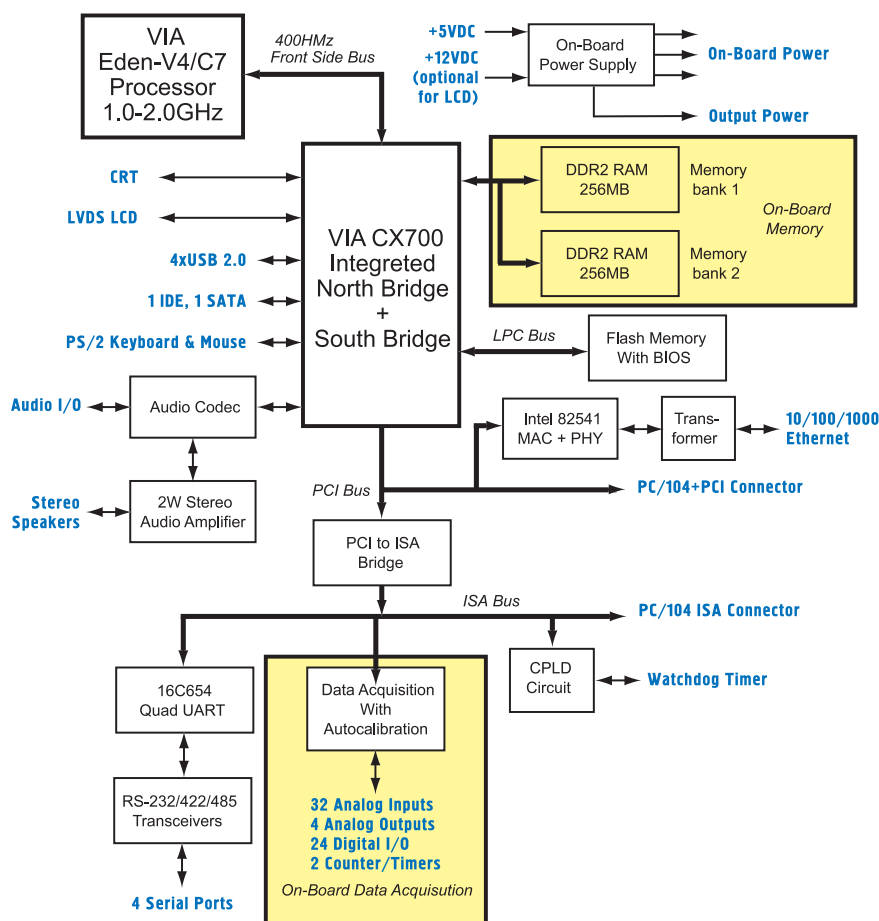 VIA
Eden-V4/C7
Processor
1.0-2.0GHz
400HMz
Front Side Bus
+5VDC
+12VDC
(optional
for LCD)
On-Board
Power Supply
On-Board Power
Output Power
CRT
LVDS LCD
4xUSB 2.0
1 IDE, 1 SATA
PS/2 Keyboard & Mouse
VIA CX700
Integreted
North Bridge
+
South Bridge
DDR2 RAM
256MB
Memory
bank 1
On-Board
Memory
DDR2 RAM
256MB
Memory
bank 2
LPC Bus
Flash Memory
With BIOS
Audio I/O
Audio Codec
Intel 82541
MAC + PHY
Trans-
former
10/100/1000
Ethernet
Stereo
Speakers
2W Stereo
Audio Amplifier
PCI Bus
PC/104+PCI Connector
PCI to ISA
Bridge
ISA Bus
PC/104 ISA Connector
16C654
Quad UART
Data Acquisition
With
Autocalibration
CPLD
Circuit
Watchdog Timer
RS-232/422/485
Transceivers
32 Analog Inputs
4 Analog Outputs
24 Digital I/O
2 Counter/Timers
On-Board Data Acquisution
4 Serial Ports